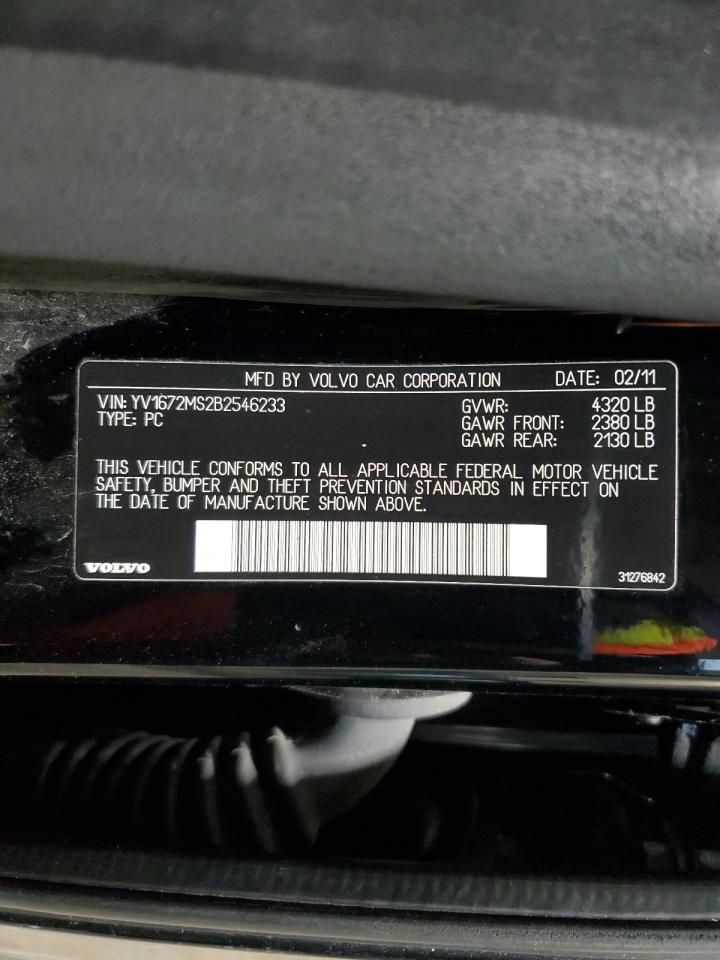 MFD BY VOLVO CAR CORPORATION DATE: 02/11
VIN: YV1672MS2B2546233 GVWR: 4320 LB
TYPE: PC GAWR FRONT: 2380 LB
GAWR REAR: 2130 LB
THIS VEHICLE CONFORMS TO ALL APPLICABLE FEDERAL MOTOR VEHICLE
SAFETY, BUMPER AND THEFT PREVENTION STANDARDS IN EFFECT ON
THE DATE OF MANUFACTURE SHOWN ABOVE.
VOLVO 31276842